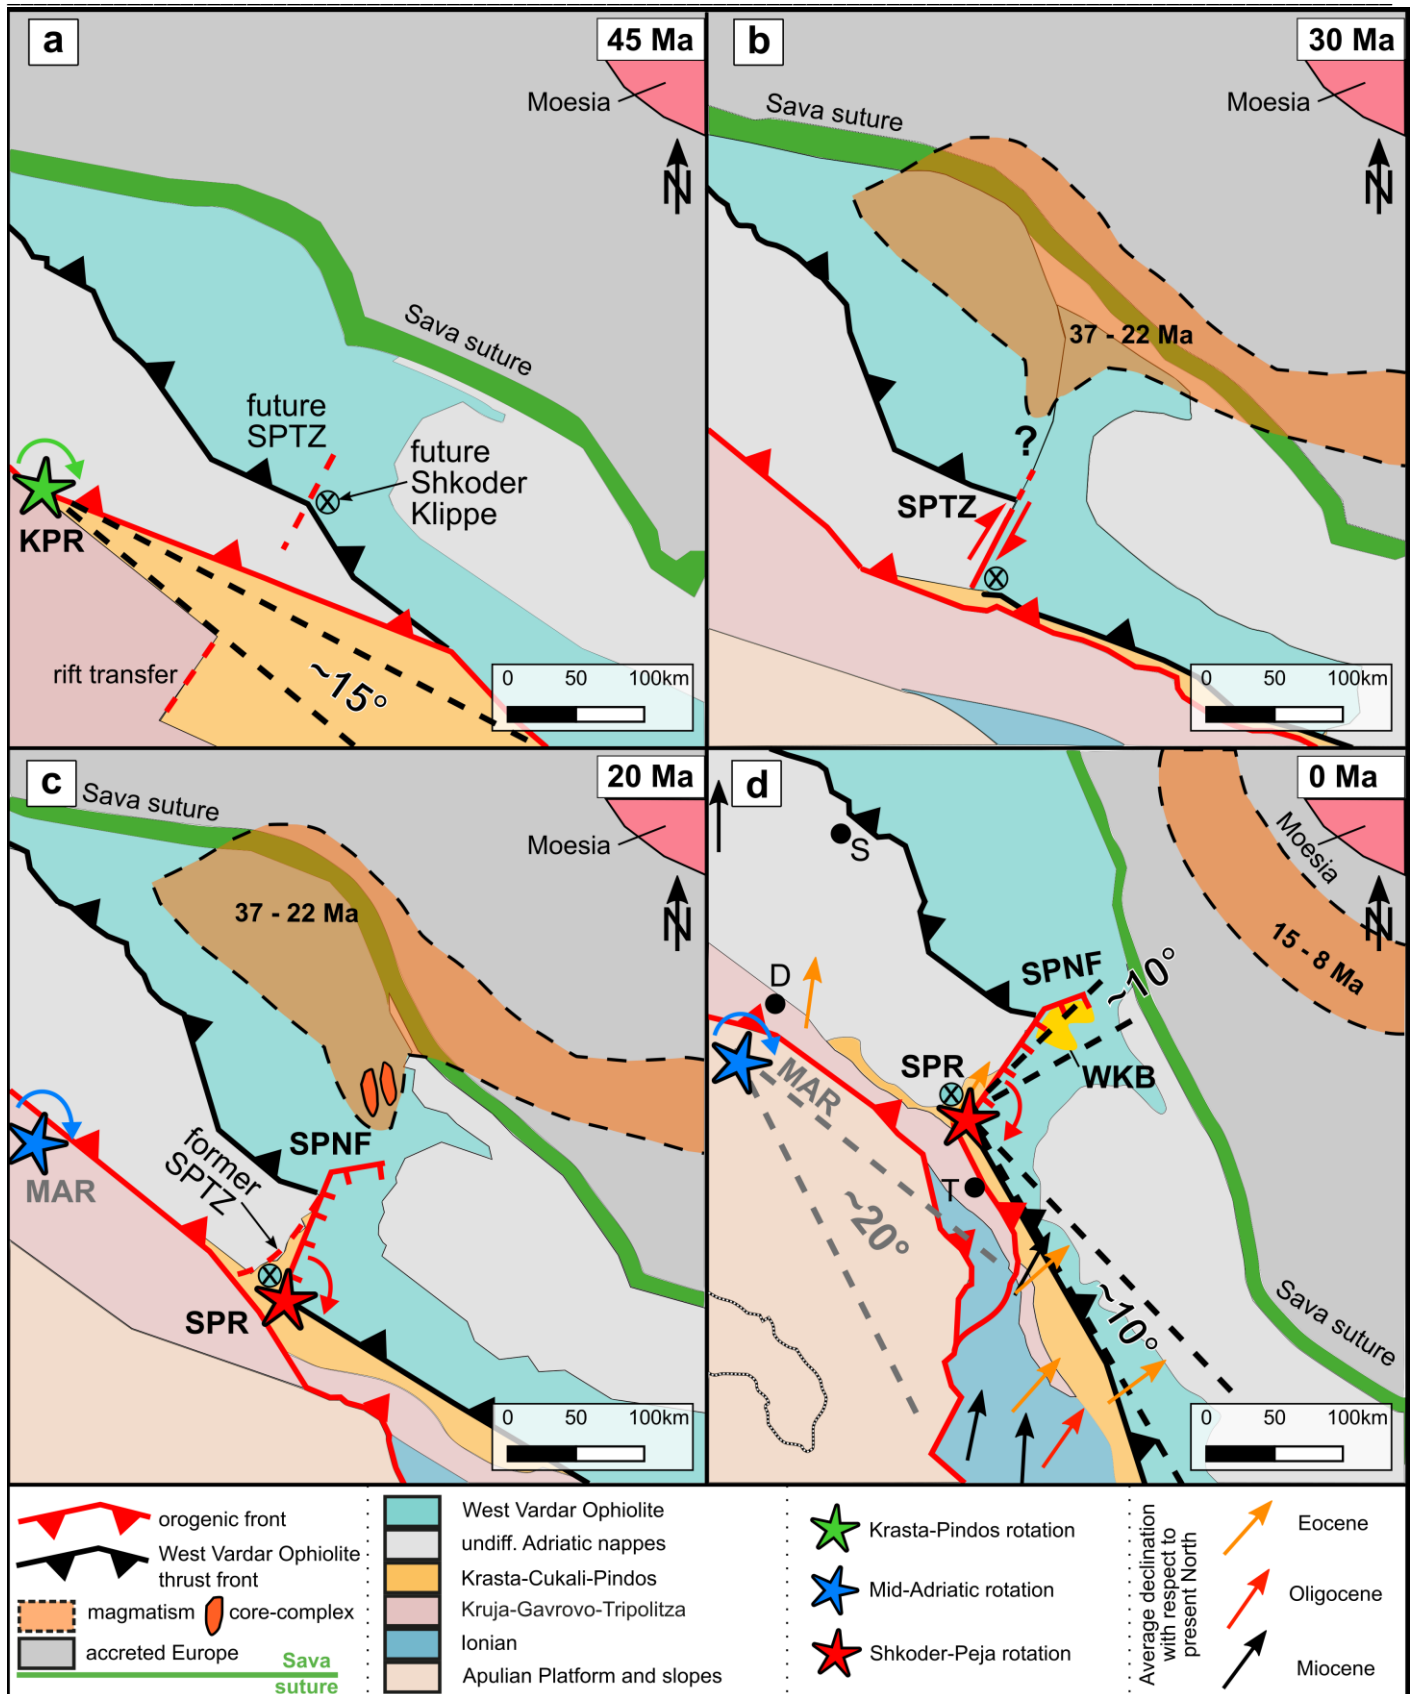 a
45 Ma
Moesia
N
Sava suture
future
SPTZ
future
Shkoder
Klippe
KPR
rift transfer
~15°
0 50 100km
b
30 Ma
Moesia
Sava suture
N
37 - 22 Ma
?
SPTZ
0 50 100km
c
20 Ma
Sava suture
Moesia
N
37 - 22 Ma
SPNF
former
SPTZ
MAR
SPR
0 50 100km
d
0 Ma
Moesia
S
N
15 - 8 Ma
SPNF
~10°
D
SPR
WKB
MAR
T
~20°
~10°
Sava suture
0 50 100km
orogenic front
West Vardar Ophiolite
thrust front
magmatism
core-complex
accreted Europe
Sava
suture
West Vardar Ophiolite
undiff. Adriatic nappes
Krasta-Cukali-Pindos
Kruja-Gavrovo-Tripolitza
Ionian
Apulian Platform and slopes
Krasta-Pindos rotation
Mid-Adriatic rotation
Shkoder-Peja rotation
Average declination
with respect to
present North
Eocene
Oligocene
Miocene